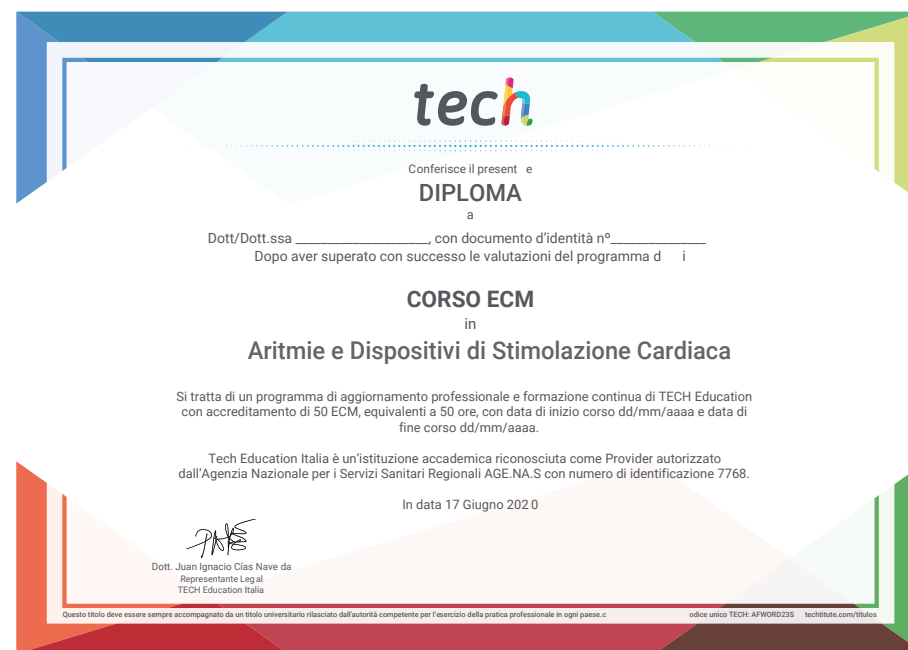 tech
Conferisce il present e
DIPLOMA
a
Dott/Dott.ssa _____________________, con documento d'identità nº_______________
Dopo aver superato con successo le valutazioni del programma d i
CORSO ECM
in
Aritmie e Dispositivi di Stimolazione Cardiaca
Si tratta di un programma di aggiornamento professionale e formazione continua di TECH Education
con accreditamento di 50 ECM, equivalenti a 50 ore, con data di inizio corso dd/mm/aaaa e data di
fine corso dd/mm/aaaa.
Tech Education Italia è un'istituzione accademica riconosciuta come Provider autorizzato
dall'Agenzia Nazionale per i Servizi Sanitari Regionali AGE.NA.S con numero di identificazione 7768.
In data 17 Giugno 202 0
Dott. Juan Ignacio Cías Nave da
Representante Leg al
TECH Education Italia
Questo titolo deve essere sempre accompagnato da un titolo universitario rilasciato dall'autorità competente per l'esercizio della pratica professionale in ogni paese.c odice unico TECH: AFWORD23S techtitute.com/titulos